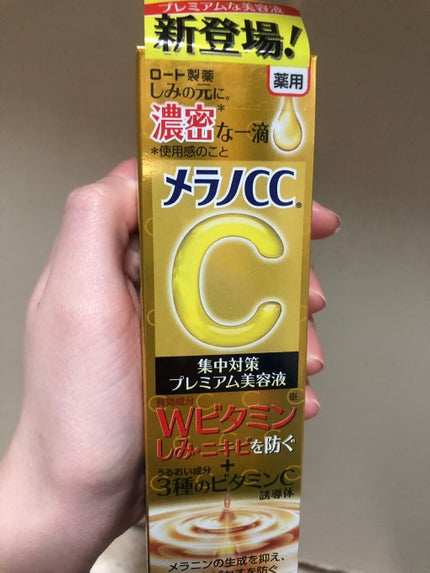 プレミアムな美容液
新登場!
ロート製薬
しみの元に。
薬用
濃密*な一滴
*使用感のこと
メラノCC®
C
集中対策
プレミアム美容液
有効成分
※
Wビタミン
しみ・ニキビを防ぐ
+
うるおい成分
3種のビタミンC
誘導体
メラニンの生成を抑え、